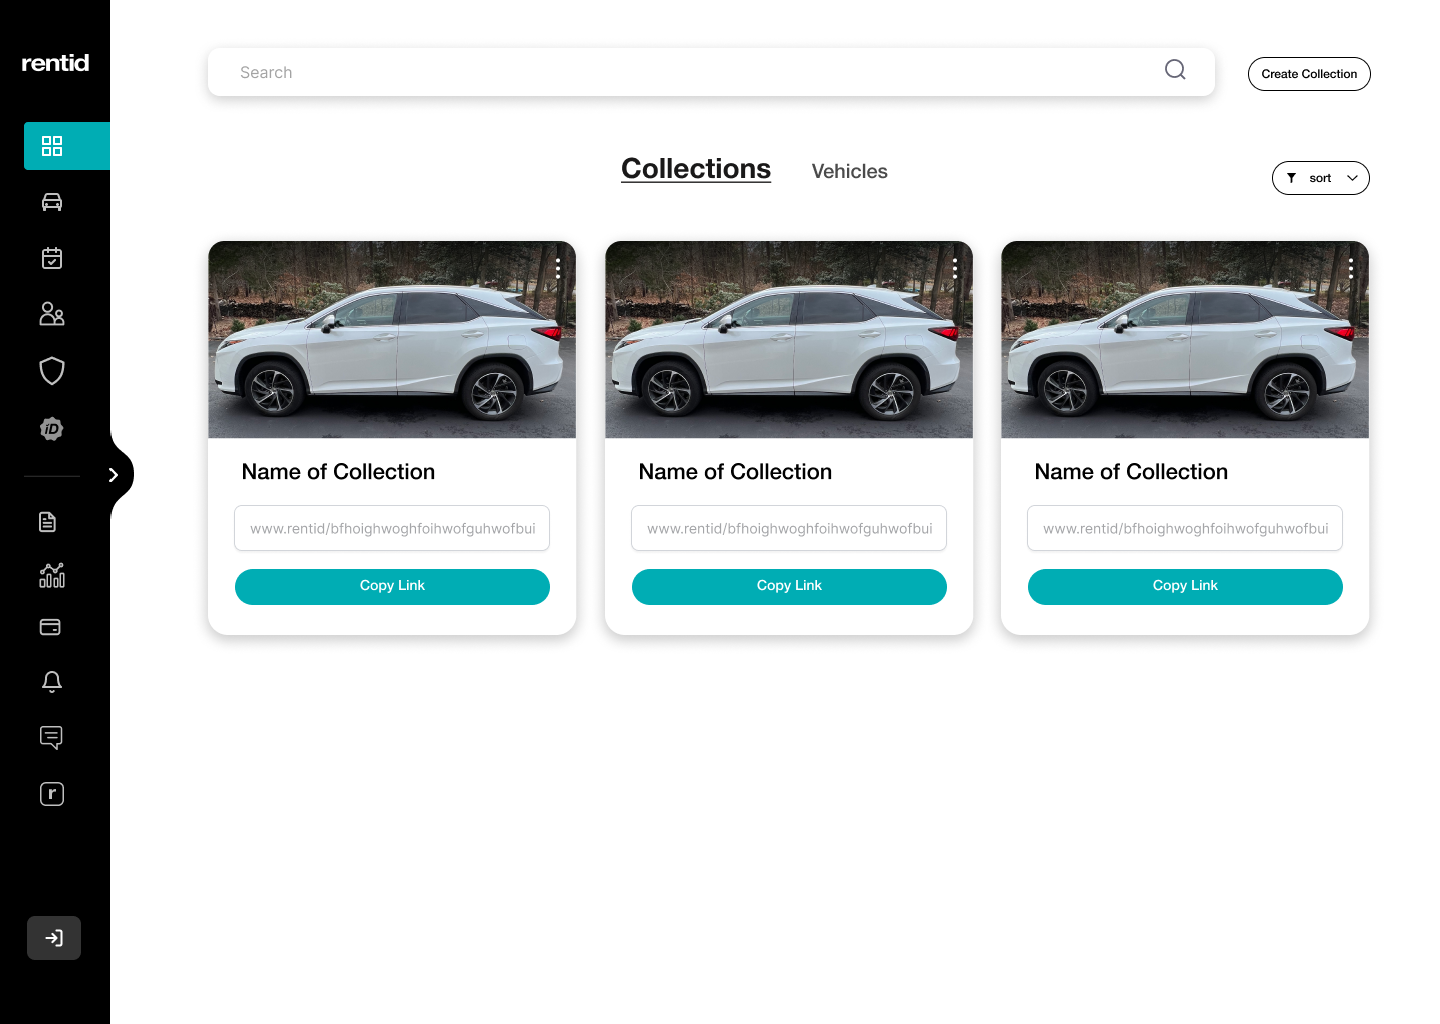 rentid
Search
Create Collection
Collections
Vehicles
sort
iD
r
Name of Collection
www.rentid/bfhoighwoghfoihwofguhwofbui
Copy Link
Name of Collection
www.rentid/bfhoighwoghfoihwofguhwofbui
Copy Link
Name of Collection
www.rentid/bfhoighwoghfoihwofguhwofbui
Copy Link